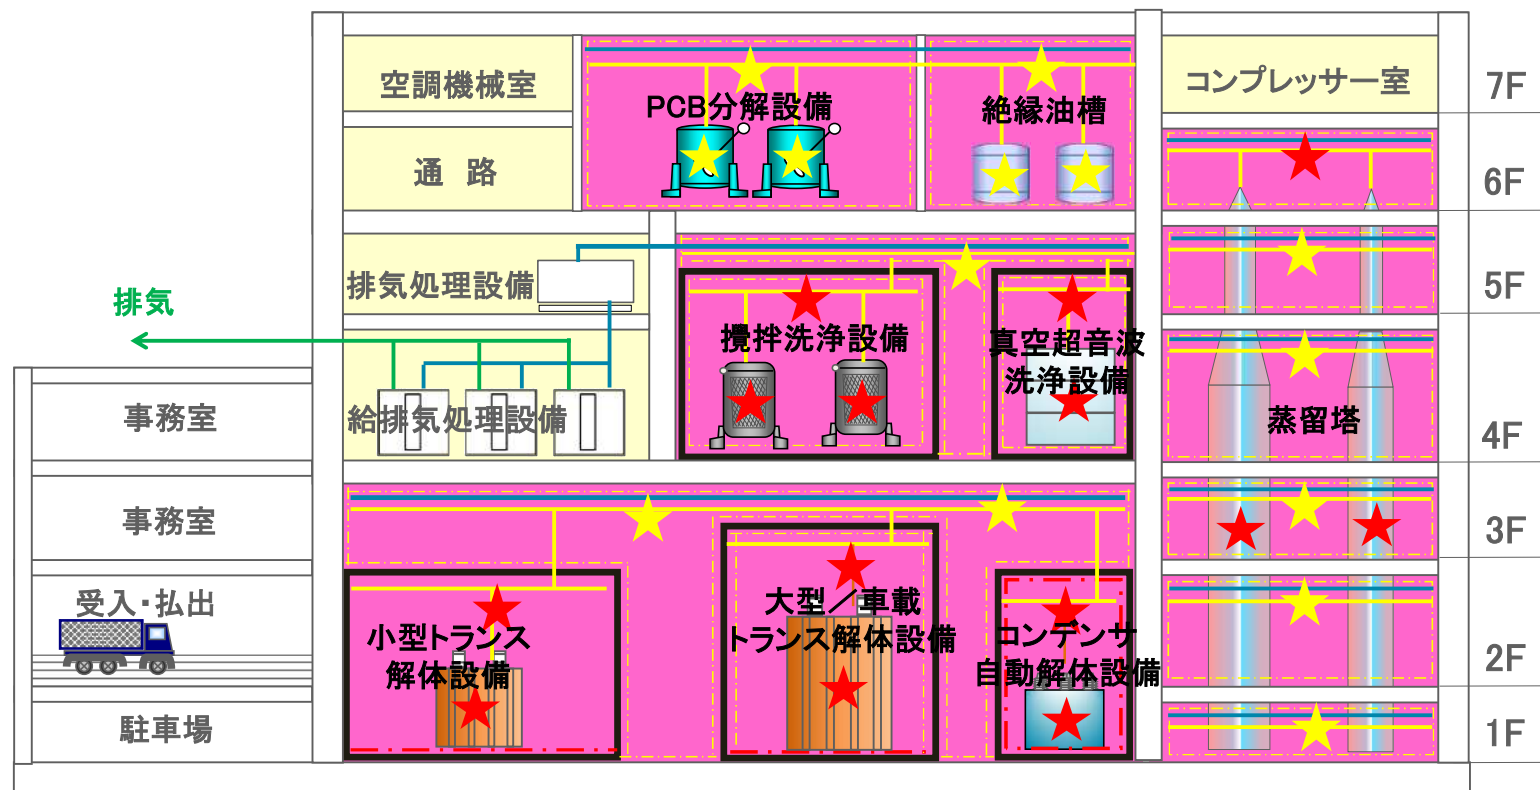 空調機械室
PCB分解設備
絶縁油槽
コンプレッサー室
7F
通 路
6F
排気処理設備
5F
排気
攪拌洗浄設備
真空超音波
洗浄設備
事務室
給排気処理設備
蒸留塔
4F
事務室
3F
受入・払出
小型トランス
解体設備
大型／車載
トランス解体設備
コンデンサ
自動解体設備
2F
駐車場
1F